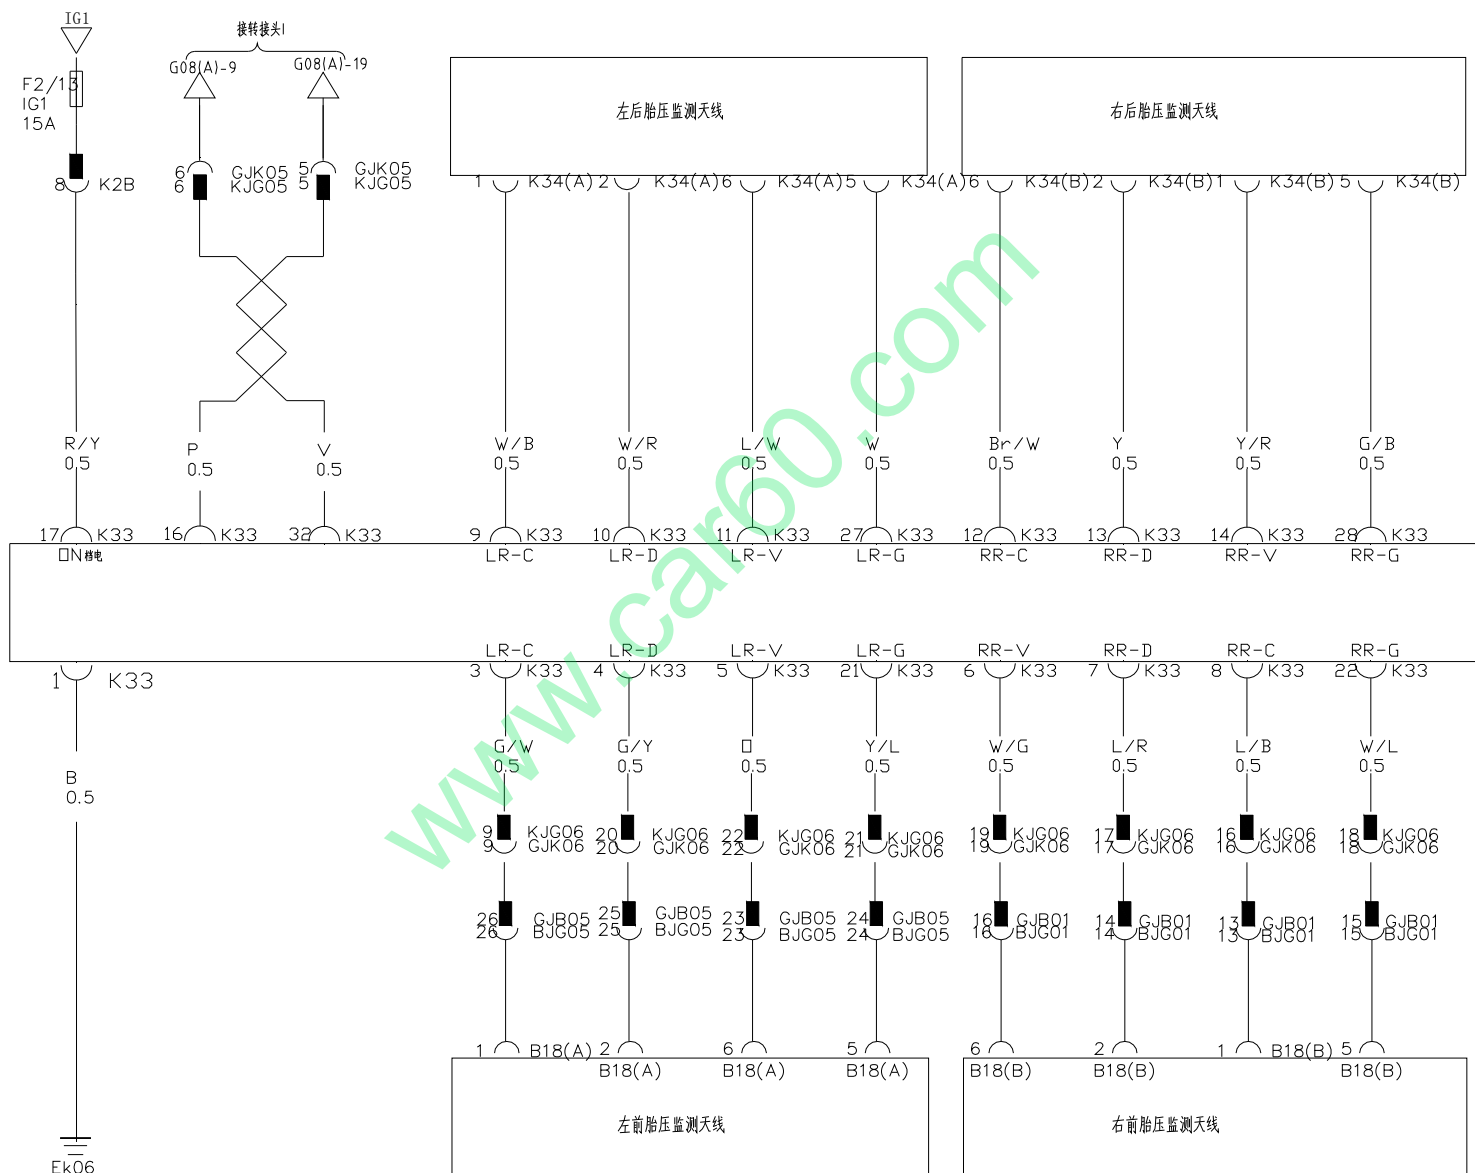 IG1
接转接头1
G08(A)-9
G08(A)-19
F2/13
IG1
15A
左后胎压监测天线
右后胎压监测天线
6 GJK05
6 KJG05
5 GJK05
5 KJG05
8 K2B
1 K34(A) 2 K34(A) 6 K34(A) 5 K34(A) 6 K34(B) 2 K34(B) 1 K34(B) 5 K34(B)
R/Y P V W/B W/R L/W W Br/W Y Y/R G/B
0.5 0.5 0.5 0.5 0.5 0.5 0.5 0.5 0.5 0.5 0.5
17 K33 16 K33 32 K33 9 K33 10 K33 11 K33 27 K33 12 K33 13 K33 14 K33 28 K33
ON档电 LR-C LR-D LR-V LR-G RR-C RR-D RR-V RR-G
LR-C LR-D LR-V LR-G RR-V RR-D RR-C RR-G
1 K33 3 K33 4 K33 5 K33 21 K33 6 K33 7 K33 8 K33 22 K33
G/W G/Y O Y/L W/G L/R L/B W/L
0.5 0.5 0.5 0.5 0.5 0.5 0.5 0.5
B
0.5
9 KJG06 20 KJG06 22 KJG06 21 KJG06 19 KJG06 17 KJG06 16 KJG06 18 KJG06
9 GJK06 20 GJK06 22 GJK06 21 GJK06 19 GJK06 17 GJK06 16 GJK06 18 GJK06
26 GJB05 25 GJB05 23 GJB05 24 GJB05 16 GJB01 14 GJB01 13 GJB01 15 GJB01
26 BJG05 25 BJG05 23 BJG05 24 BJG05 16 BJG01 14 BJG01 13 BJG01 15 BJG01
1 B18(A) 2 6 5 6 2 1 B18(B) 5
B18(A) B18(A) B18(A) B18(B) B18(B) B18(B)
左前胎压监测天线
右前胎压监测天线
Ek06
www.car60.com